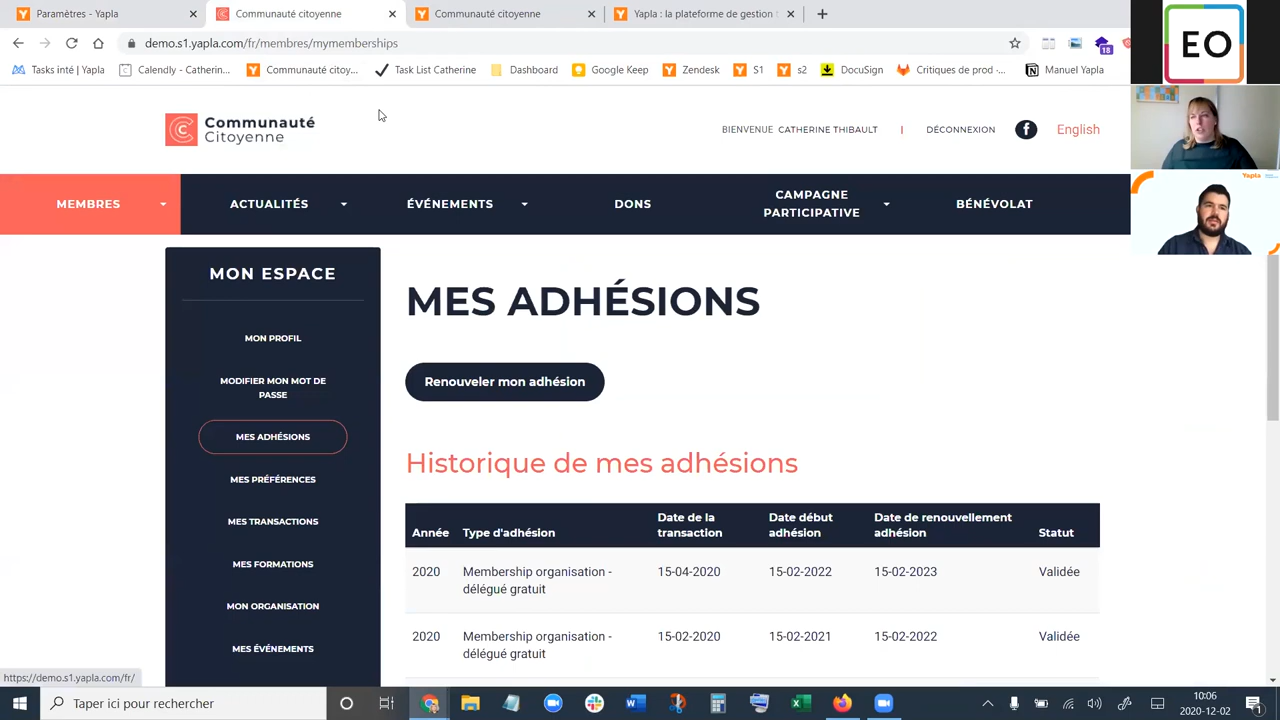 Paramètres - Yapla
Communauté citoyenne
Communauté citoyenne
Yapla : la plateforme de gestion
demo.s1.yapla.com/fr/membres/mymemberships
18
Tasks inté | Yapla
Calendly - Catherin...
Communauté citoy...
Task List Catherine
Dashboard
Google Keep
Zendesk
S1
s2
DocuSign
Critiques de prod -...
Manuel Yapla
EO
Yapla
Communauté
Citoyenne
BIENVENUE CATHERINE THIBAULT | DÉCONNEXION
English
MEMBRES
ACTUALITÉS
ÉVÉNEMENTS
DONS
CAMPAGNE
PARTICIPATIVE
BÉNÉVOLAT
MON ESPACE
MON PROFIL
MODIFIER MON MOT DE
PASSE
MES ADHÉSIONS
MES PRÉFÉRENCES
MES TRANSACTIONS
MES FORMATIONS
MON ORGANISATION
MES ÉVÉNEMENTS
MES ADHÉSIONS
Renouveler mon adhésion
Historique de mes adhésions
Année
Type d'adhésion
Date de la
transaction
Date début
adhésion
Date de renouvellement
adhésion
Statut
2020
Membership organisation -
délégué gratuit
15-04-2020
15-02-2022
15-02-2023
Validée
2020
Membership organisation -
délégué gratuit
15-02-2020
15-02-2021
15-02-2022
Validée
https://demo.s1.yapla.com/fr/
Taper ici pour rechercher
10:06
2020-12-02
1